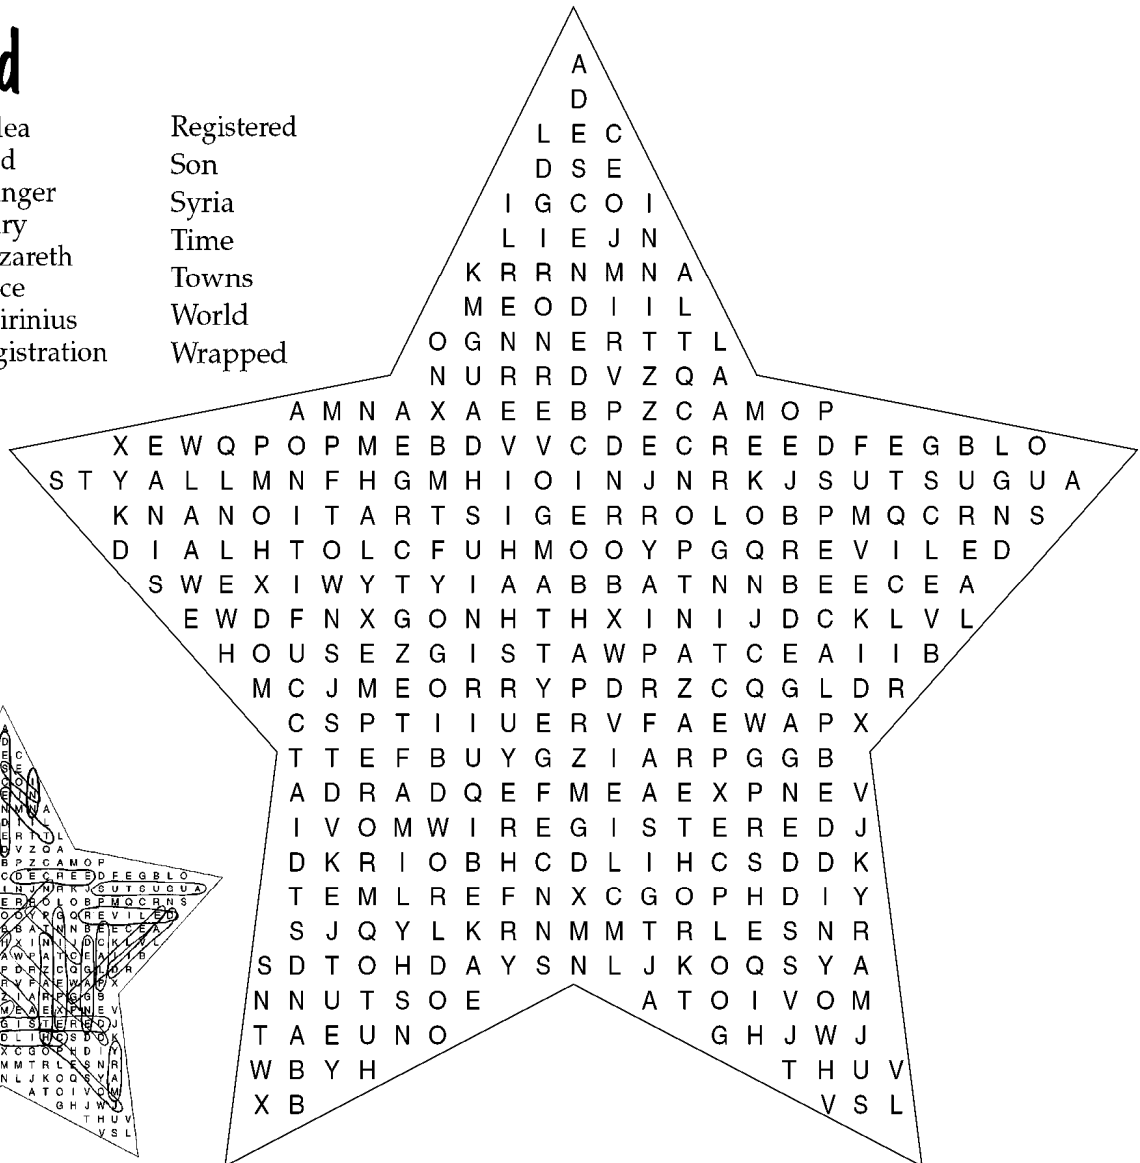 d
lea
d
nger
ry
zareth
ce
irinius
gistration
Registered
Son
Syria
Time
Towns
World
Wrapped
A
D
L E C
D S E
I G C O I
L I E J N
K R R N M N A
M E O D I I L
O G N N E R T T L
N U R R D V Z Q A
A M N A X A E E B P Z C A M O P
X E W Q P O P M E B D V V C D E C R E E D F E G B L O
S T Y A L L M N F H G M H I O I N J N R K J S U T S U G U A
K N A N O I T A R T S I G E R R O L O B P M Q C R N S
D I A L H T O L C F U H M O O Y P G Q R E V I L E D
S W E X I W Y T Y I A A B B A T N N B E E C E A
E W D F N X G O N H T H X I N I J D C K L V L
H O U S E Z G I S T A W P A T C E A I I B
M C J M E O R R Y P D R Z C Q G L D R
C S P T I I U E R V F A E W A P X
T T E F B U Y G Z I A R P G G B
A D R A D Q E F M E A E X P N E V
I V O M W I R E G I S T E R E D J
D K R I O B H C D L I H C S D D K
T E M L R E F N X C G O P H D I Y
S J Q Y L K R N M M T R L E S N R
S D T O H D A Y S N L J K O Q S Y A
N N U T S O E A T O I V O M
T A E U N O G H J W J
W B Y H T H U V
X B V S L